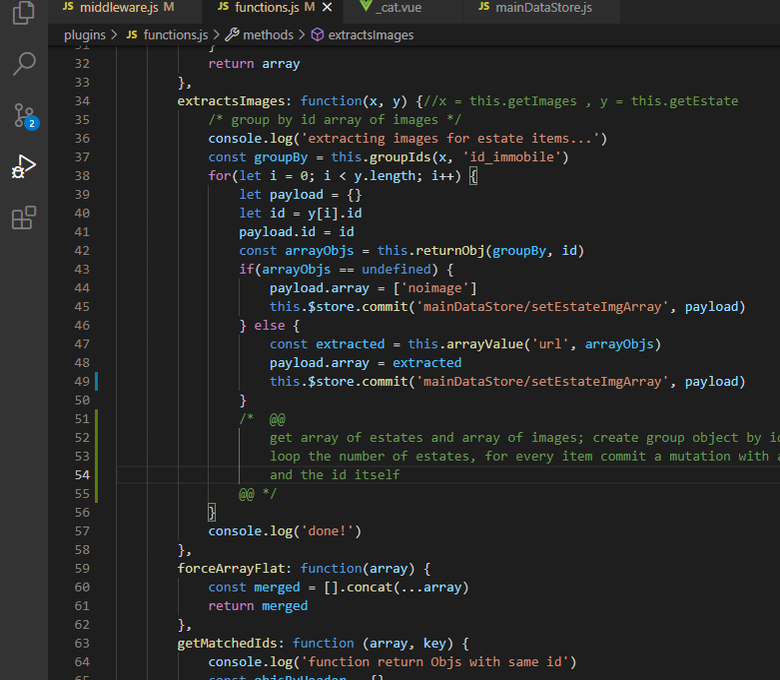 JS middleware.js M
JS functions.js M
_cat.vue
JS mainDataStore.js
plugins > JS functions.js > methods > extractsImages
2
31 }
32 return array
33 },
34 extractsImages: function(x, y) {//x = this.getImages , y = this.getEstate
35 /* group by id array of images */
36 console.log('extracting images for estate items...')
37 const groupBy = this.groupIds(x, 'id_immobile')
38 for(let i = 0; i < y.length; i++) {
39 let payload = {}
40 let id = y[i].id
41 payload.id = id
42 const arrayObjs = this.returnObj(groupBy, id)
43 if(arrayObjs == undefined) {
44 payload.array = ['noimage']
45 this.$store.commit('mainDataStore/setEstateImgArray', payload)
46 } else {
47 const extracted = this.arrayValue('url', arrayObjs)
48 payload.array = extracted
49 this.$store.commit('mainDataStore/setEstateImgArray', payload)
50 }
51 /* @@
52 get array of estates and array of images; create group object by
53 loop the number of estates, for every item commit a mutation with
54 and the id itself
55 @@ */
56 }
57 console.log('done!')
58 },
59 forceArrayFlat: function(array) {
60 const merged = [].concat(...array)
61 return merged
62 },
63 getMatchedIds: function (array, key) {
64 console.log('function return Objs with same id')
65 const objsByHeader = {}